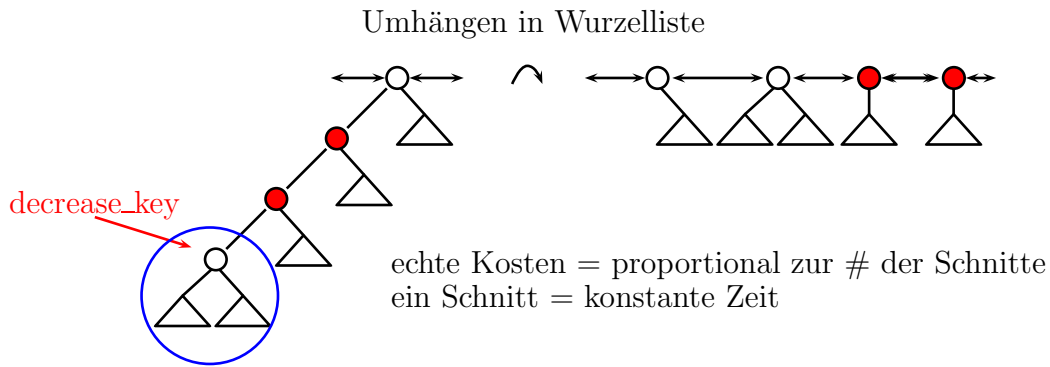 Umhängen in Wurzelliste
decrease_key
echte Kosten = proportional zur # der Schnitte
ein Schnitt = konstante Zeit